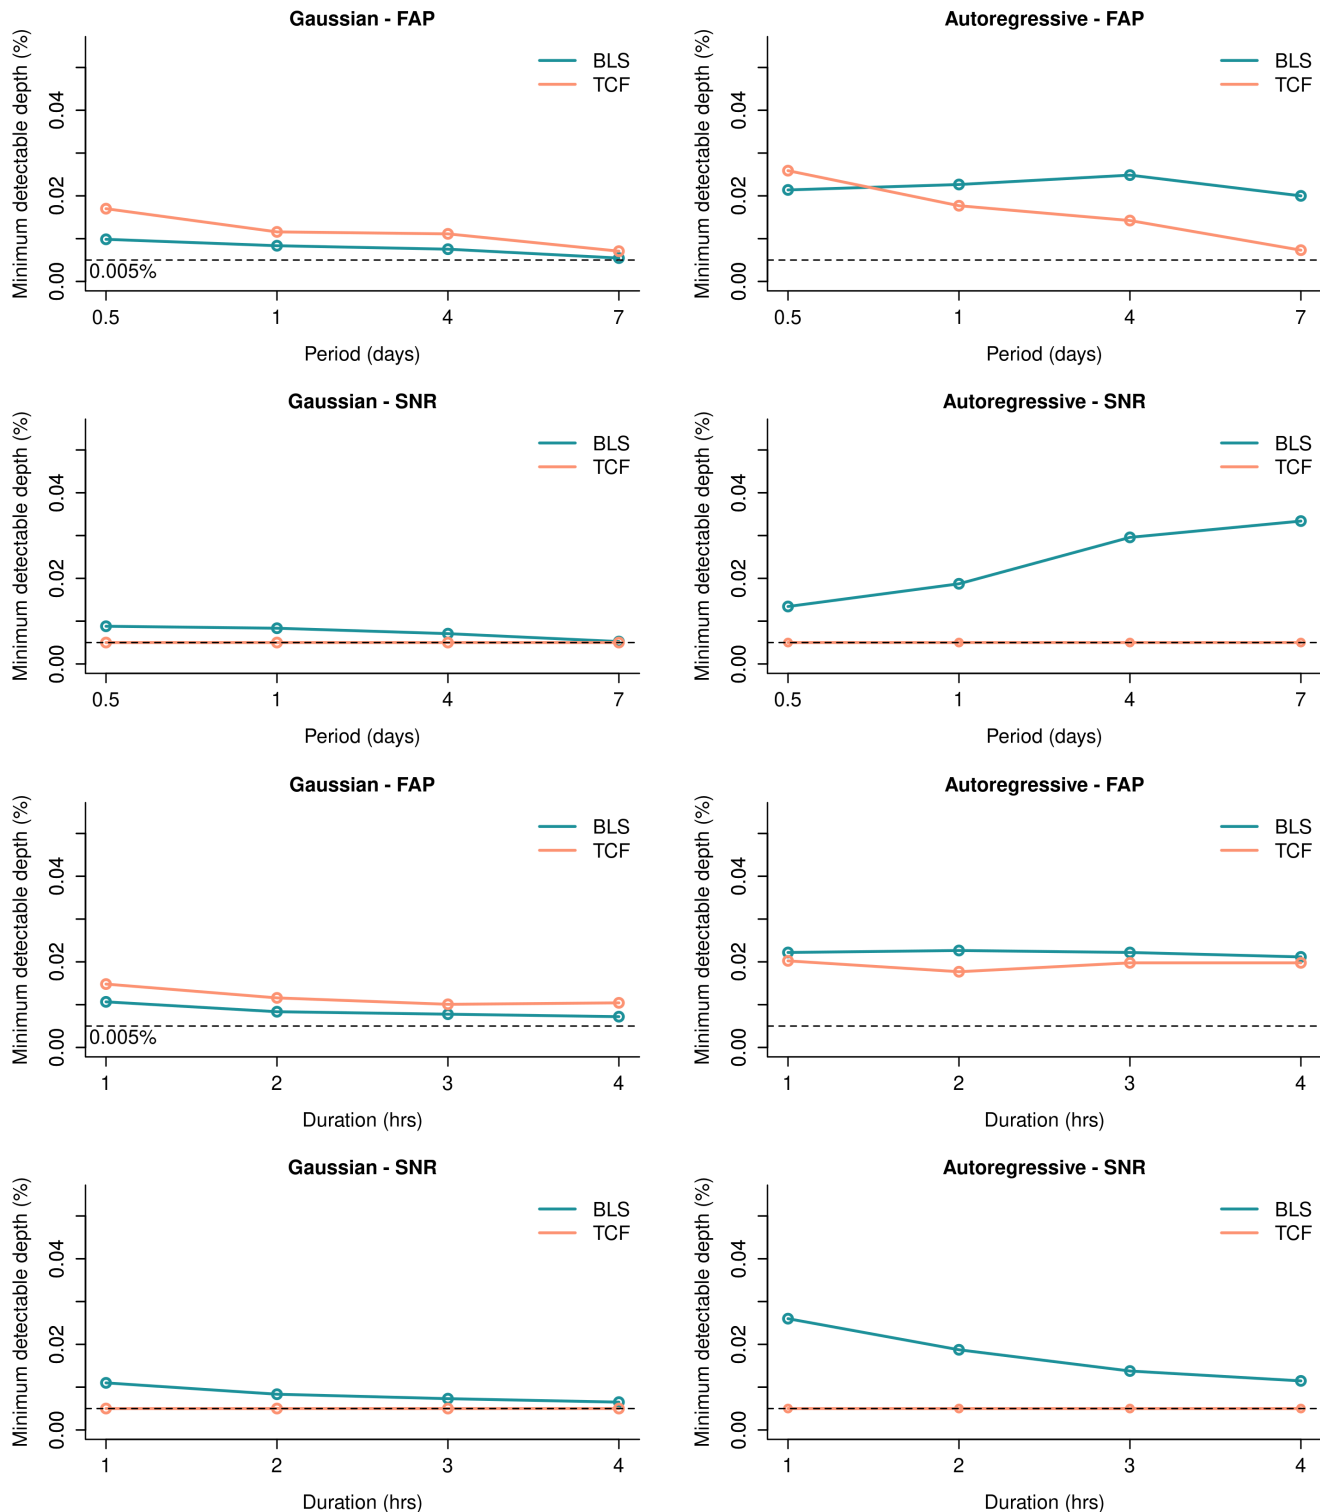 Gaussian - FAP
Minimum detectable depth (%)
0.04
0.02
0.00
BLS
TCF
0.005%
0.5 1 4 7
Period (days)
Autoregressive - FAP
Minimum detectable depth (%)
0.04
0.02
0.00
BLS
TCF
0.5 1 4 7
Period (days)
Gaussian - SNR
Minimum detectable depth (%)
0.04
0.02
0.00
BLS
TCF
0.5 1 4 7
Period (days)
Autoregressive - SNR
Minimum detectable depth (%)
0.04
0.02
0.00
BLS
TCF
0.5 1 4 7
Period (days)
Gaussian - FAP
Minimum detectable depth (%)
0.04
0.02
0.00
BLS
TCF
0.005%
1 2 3 4
Duration (hrs)
Autoregressive - FAP
Minimum detectable depth (%)
0.04
0.02
0.00
BLS
TCF
1 2 3 4
Duration (hrs)
Gaussian - SNR
Minimum detectable depth (%)
0.04
0.02
0.00
BLS
TCF
1 2 3 4
Duration (hrs)
Autoregressive - SNR
Minimum detectable depth (%)
0.04
0.02
0.00
BLS
TCF
1 2 3 4
Duration (hrs)